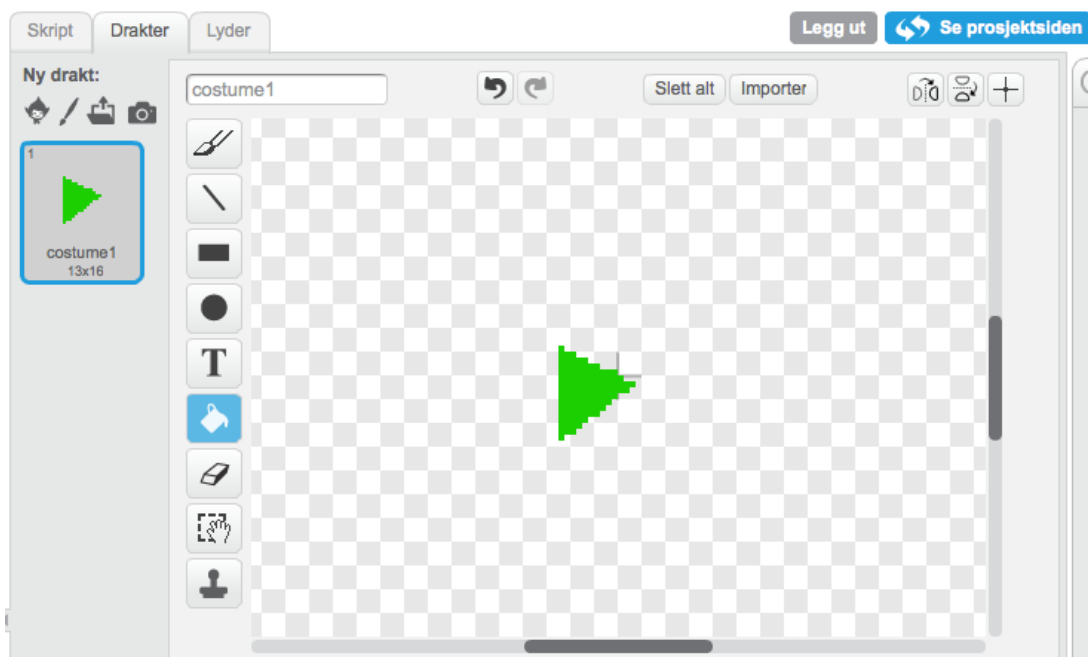 Skript Drakter Lyder Legg ut Se prosjektsiden
Ny drakt:
costume1 Slett alt Importer
1
costume1
13x16
T